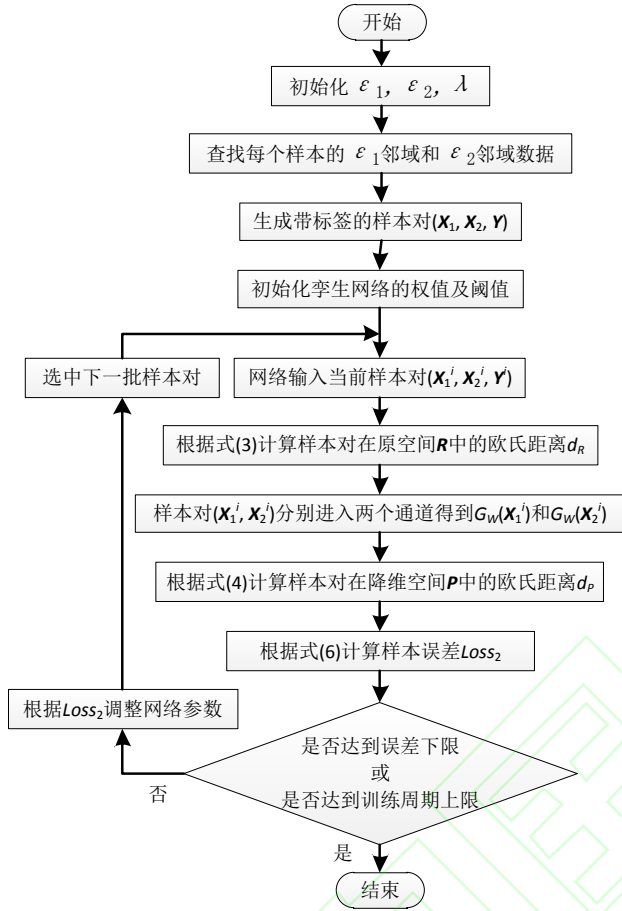 开始
初始化 ε₁, ε₂, λ
查找每个样本的 ε₁邻域和 ε₂邻域数据
生成带标签的样本对(X₁, X₂, Y)
初始化孪生网络的权值及阈值
选中下一批样本对
网络输入当前样本对(X₁ⁱ, X₂ⁱ, Yⁱ)
根据式(3)计算样本对在原空间R中的欧氏距离d_R
样本对(X₁ⁱ, X₂ⁱ)分别进入两个通道得到G_W(X₁ⁱ)和G_W(X₂ⁱ)
根据式(4)计算样本对在降维空间P中的欧氏距离d_P
根据式(6)计算样本误差Loss₂
根据Loss₂调整网络参数
是否达到误差下限
或
是否达到训练周期上限
否
是
结束